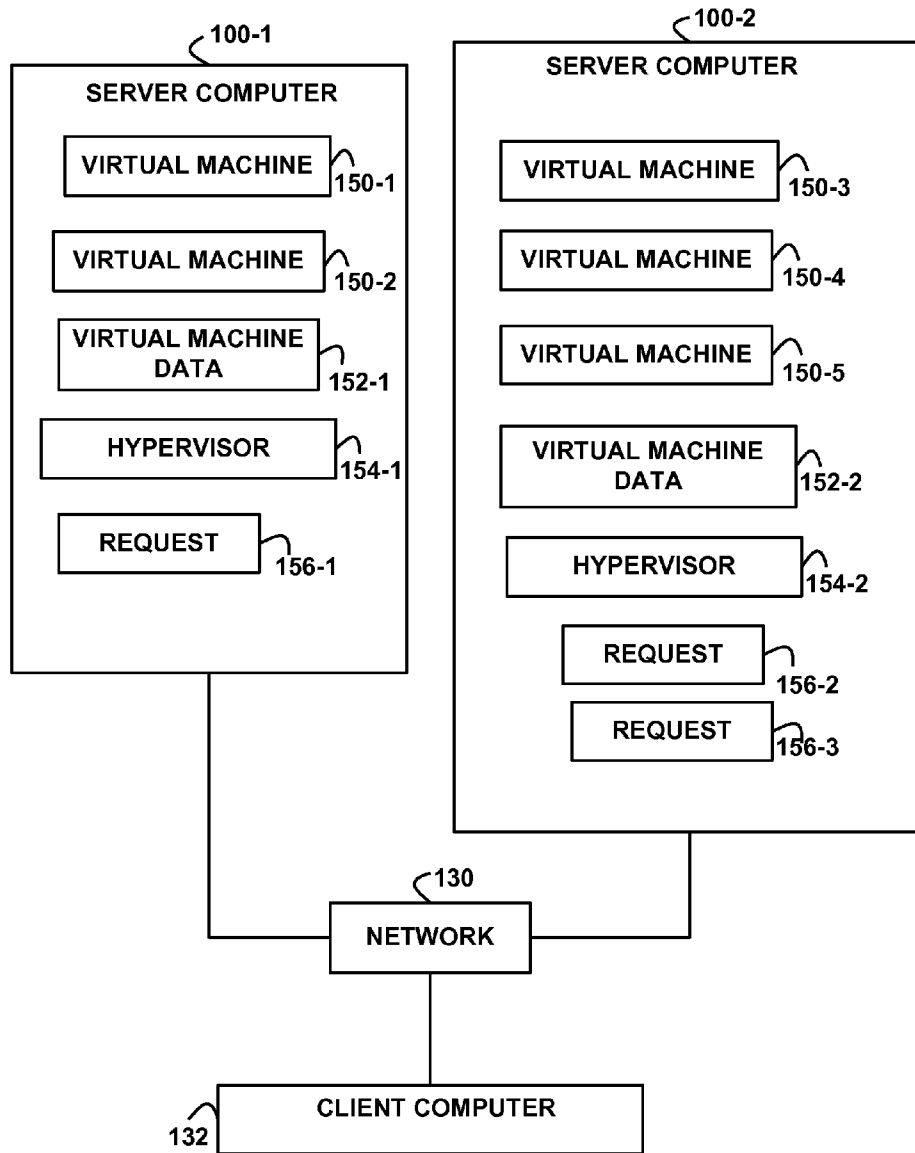 100-1
SERVER COMPUTER
VIRTUAL MACHINE
150-1
VIRTUAL MACHINE
150-2
VIRTUAL MACHINE
DATA
152-1
HYPERVISOR
154-1
REQUEST
156-1
100-2
SERVER COMPUTER
VIRTUAL MACHINE
150-3
VIRTUAL MACHINE
150-4
VIRTUAL MACHINE
150-5
VIRTUAL MACHINE
DATA
152-2
HYPERVISOR
154-2
REQUEST
156-2
REQUEST
156-3
130
NETWORK
CLIENT COMPUTER
132